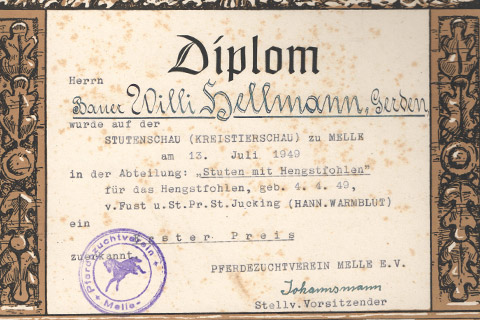 Diplom
Herrn
Bauer Willi Hellmann, Gerden,
wurde auf der
STUTENSCHAU (KREISTIERSCHAU) zu MELLE
am 13. Juli 1949
in der Abteilung: „Stuten mit Hengstfohlen"
für das Hengstfohlen, geb. 4. 4. 49,
v.Fust u.St.Pr.St.Jucking (HANN.WARMBLUT)
ein
ster Preis
zuerkannt.
PFERDEZUCHTVEREIN MELLE E.V.
Johannsmann
Stellv. Vorsitzender
Pferdezuchtverein
Melle